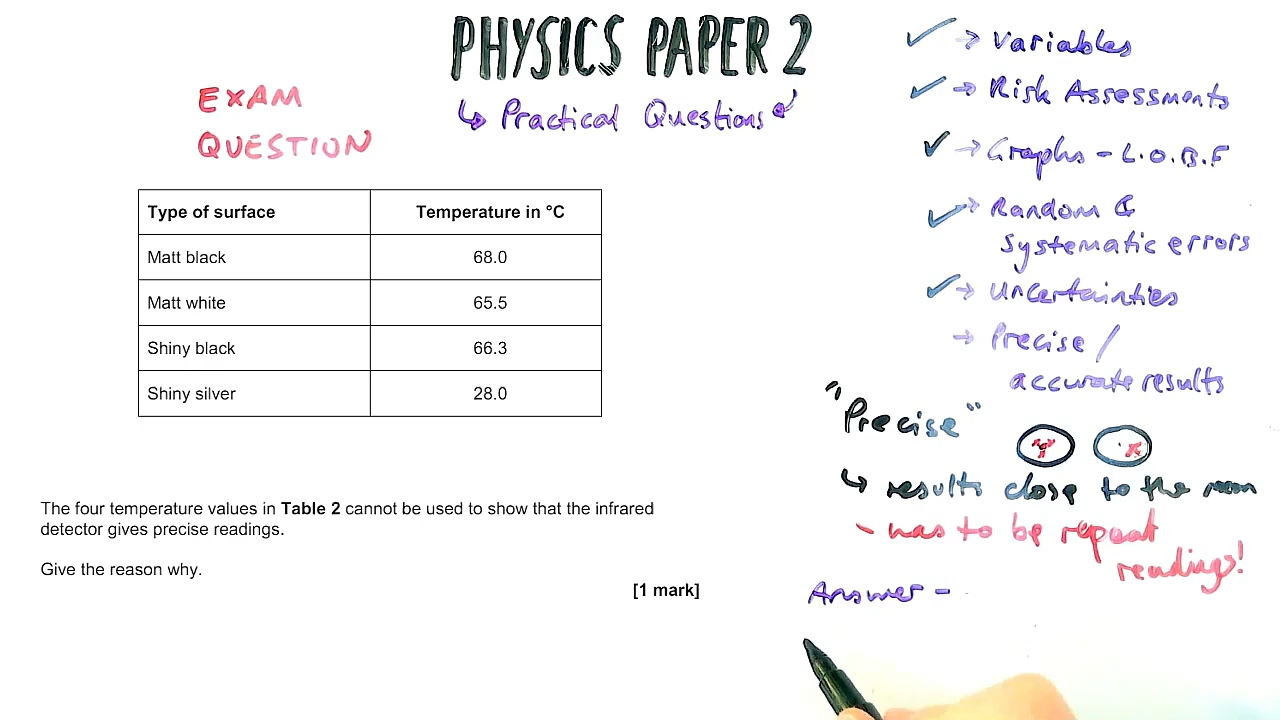 PHYSICS PAPER 2
↳ Practical Questions
EXAM
QUESTION
Type of surface Temperature in °C
Matt black 68.0
Matt white 65.5
Shiny black 66.3
Shiny silver 28.0
The four temperature values in Table 2 cannot be used to show that the infrared
detector gives precise readings.
Give the reason why.
[1 mark]
✓ → Variables
✓ → Risk Assessments
✓ → Graphs - L.O.B.F
✓ → Random &
systematic errors
✓ → Uncertainties
→ Precise /
accurate results
"Precise"
↳ results close to the mean
- has to be repeat
readings!
Answer -